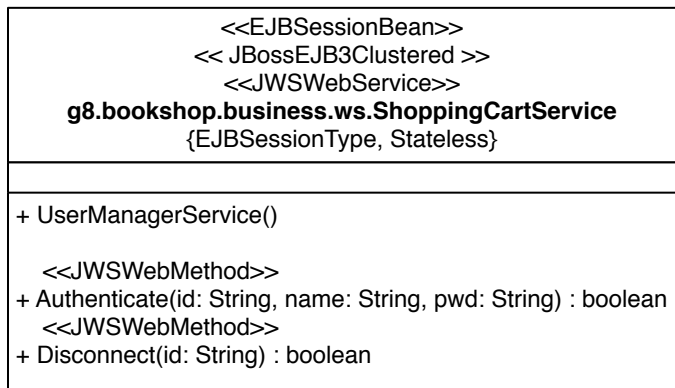 <<EJBSessionBean>>
<< JBossEJB3Clustered >>
<<JWSWebService>>
g8.bookshop.business.ws.ShoppingCartService
{EJBSessionType, Stateless}
+ UserManagerService()
<<JWSWebMethod>>
+ Authenticate(id: String, name: String, pwd: String) : boolean
<<JWSWebMethod>>
+ Disconnect(id: String) : boolean